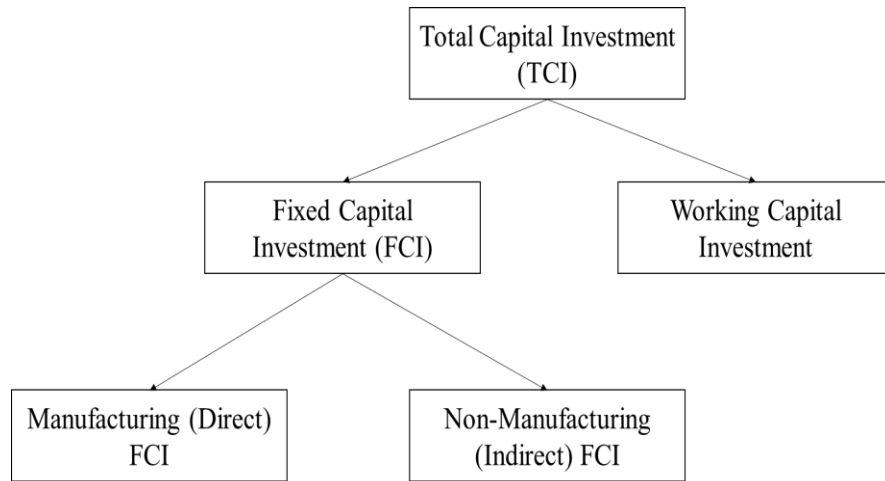 Total Capital Investment
(TCI)
Fixed Capital
Investment (FCI)
Working Capital
Investment
Manufacturing (Direct)
FCI
Non-Manufacturing
(Indirect) FCI